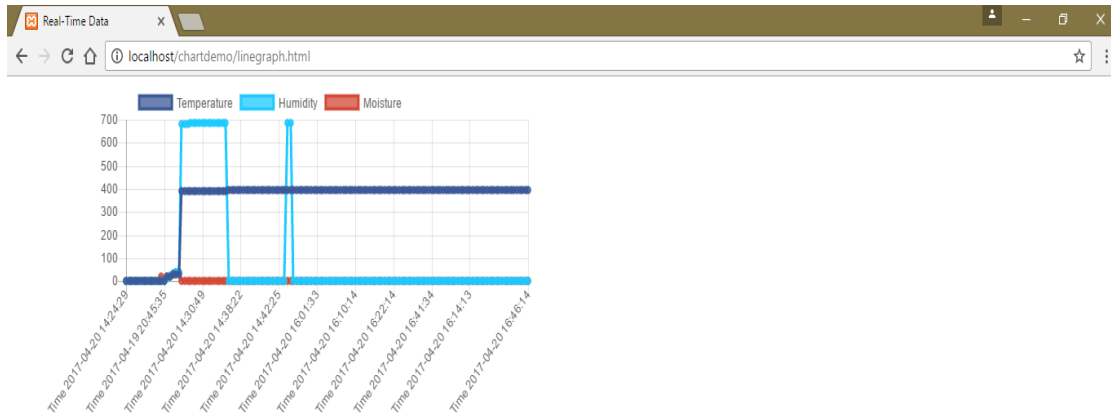 Real-Time Data
localhost/chartdemo/linegraph.html
Temperature Humidity Moisture
700
600
500
400
300
200
100
0
Time 2017-04-20 14:24:29
Time 2017-04-19 20:45:35
Time 2017-04-20 14:30:49
Time 2017-04-20 14:38:22
Time 2017-04-20 14:42:25
Time 2017-04-20 16:01:33
Time 2017-04-20 16:10:14
Time 2017-04-20 16:22:14
Time 2017-04-20 16:41:34
Time 2017-04-20 16:14:13
Time 2017-04-20 16:46:14